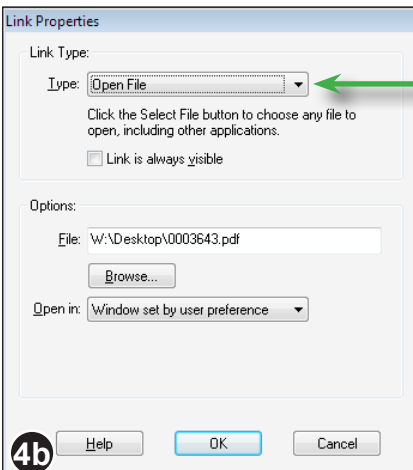 Link Properties
Link Type:
Type: Open File
Click the Select File button to choose any file to
open, including other applications.
Link is always visible
Options:
File: W:\Desktop\0003643.pdf
Browse...
Open in: Window set by user preference
4b Help OK Cancel